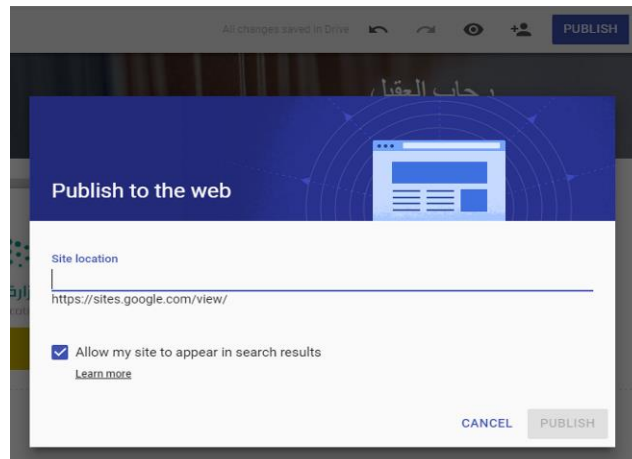 All changes saved in Drive
PUBLISH
رحاب العقيل
Publish to the web
Site location
https://sites.google.com/view/
Allow my site to appear in search results
Learn more
CANCEL
PUBLISH